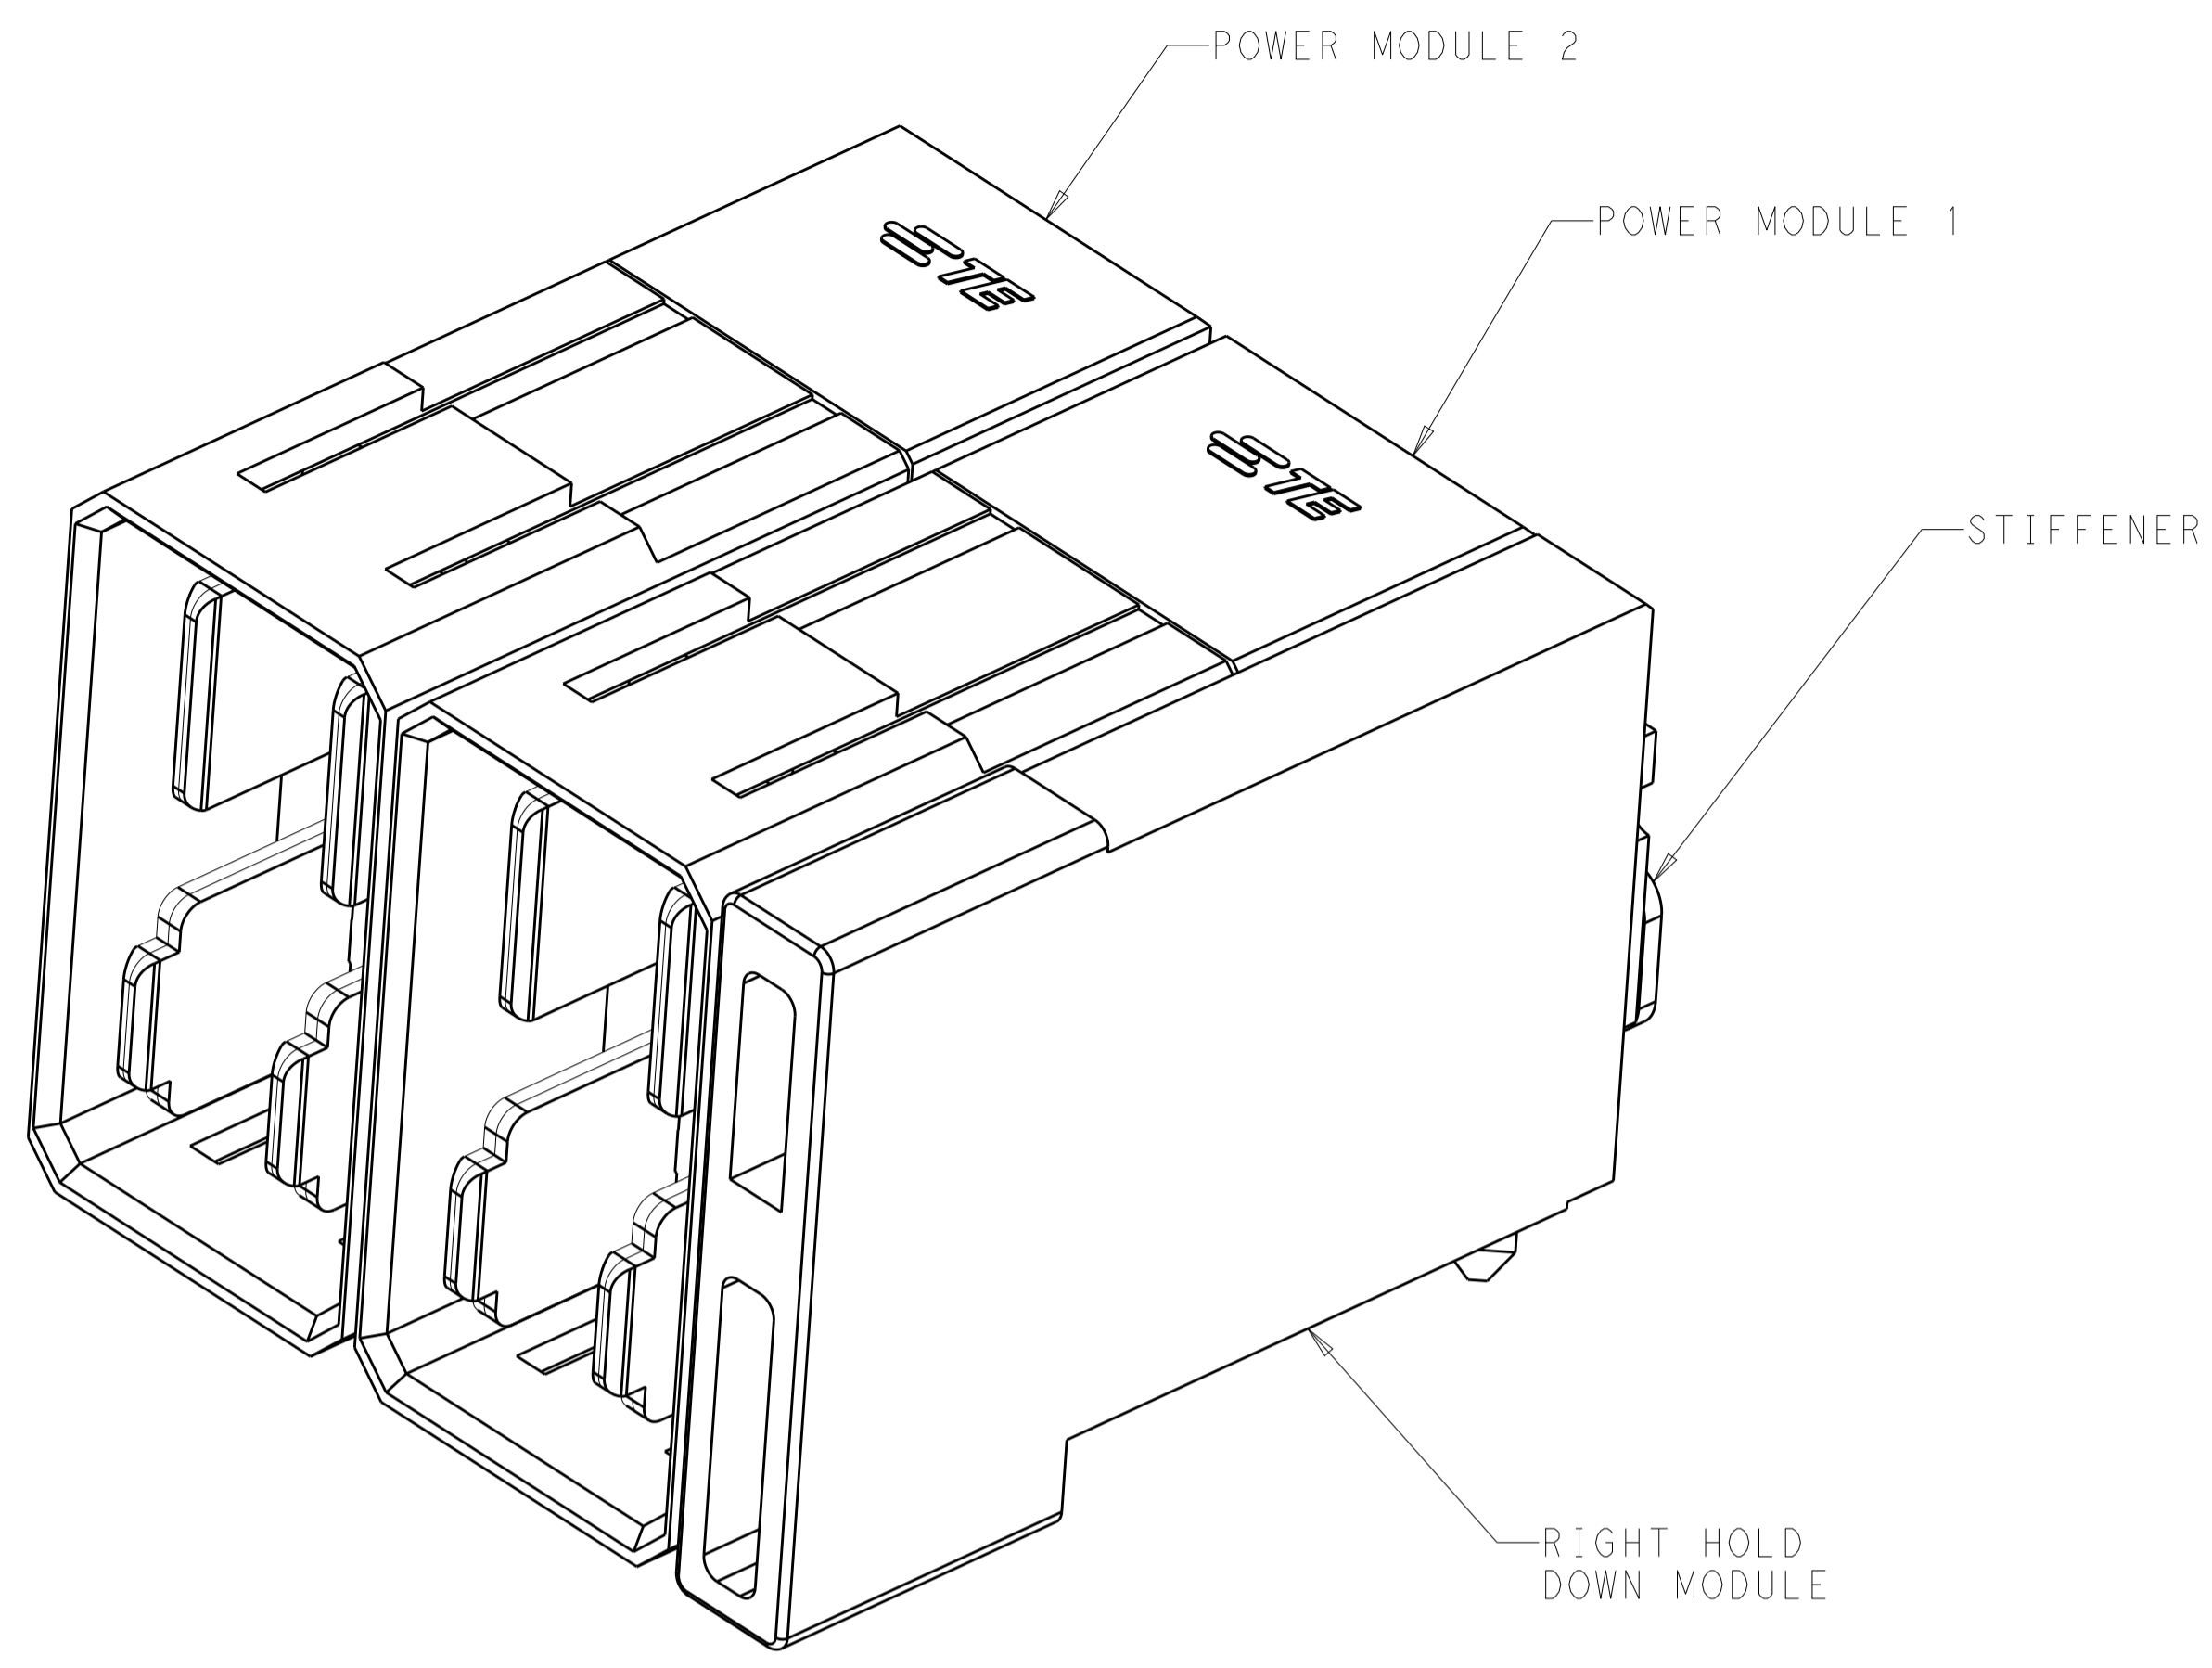 POWER MODULE 2
POWER MODULE 1
TE
TE
STIFFENER
RIGHT HOLD
DOWN MODULE